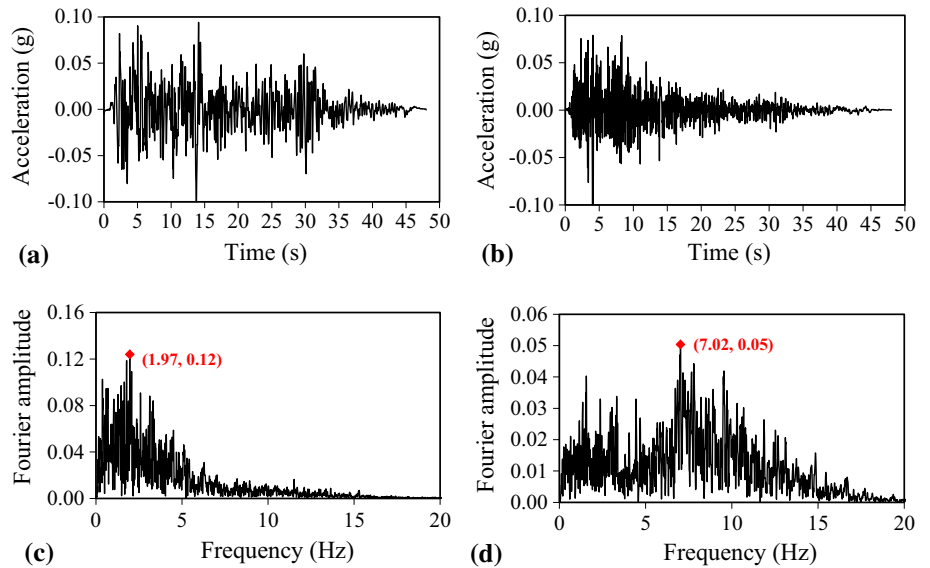 0.10
0.05
0.00
-0.05
-0.10
Acceleration (g)
0 5 10 15 20 25 30 35 40 45 50
Time (s)
(a)
0.10
0.05
0.00
-0.05
-0.10
Acceleration (g)
0 5 10 15 20 25 30 35 40 45 50
Time (s)
(b)
0.16
0.12
0.08
0.04
0.00
Fourier amplitude
(1.97, 0.12)
0 5 10 15 20
Frequency (Hz)
(c)
0.06
0.05
0.04
0.03
0.02
0.01
0.00
Fourier amplitude
(7.02, 0.05)
0 5 10 15 20
Frequency (Hz)
(d)